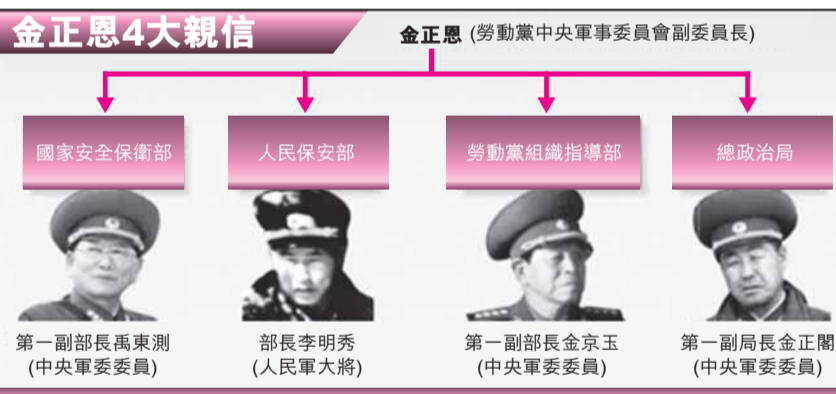 金正恩4大親信
金正恩 (勞動黨中央軍事委員會副委員長)
國家安全保衛部
人民保安部
勞動黨組織指導部
總政治局
第一副部長禹東測
(中央軍委委員)
部長李明秀
(人民軍大將)
第一副部長金京玉
(中央軍委委員)
第一副局長金正閣
(中央軍委委員)